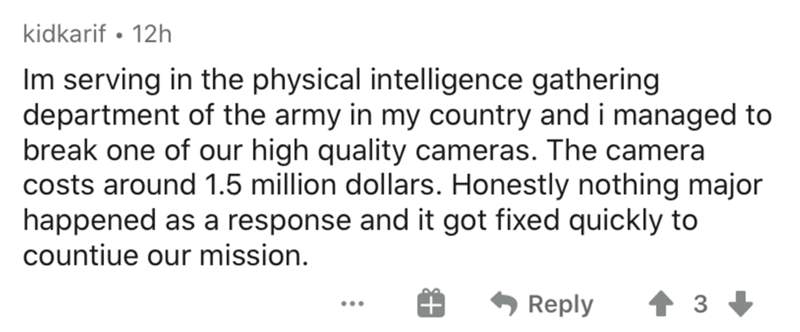 kidkarif • 12h
Im serving in the physical intelligence gathering
department of the army in my country and i managed to
break one of our high quality cameras. The camera
costs around 1.5 million dollars. Honestly nothing major
happened as a response and it got fixed quickly to
countiue our mission.
... Reply 3